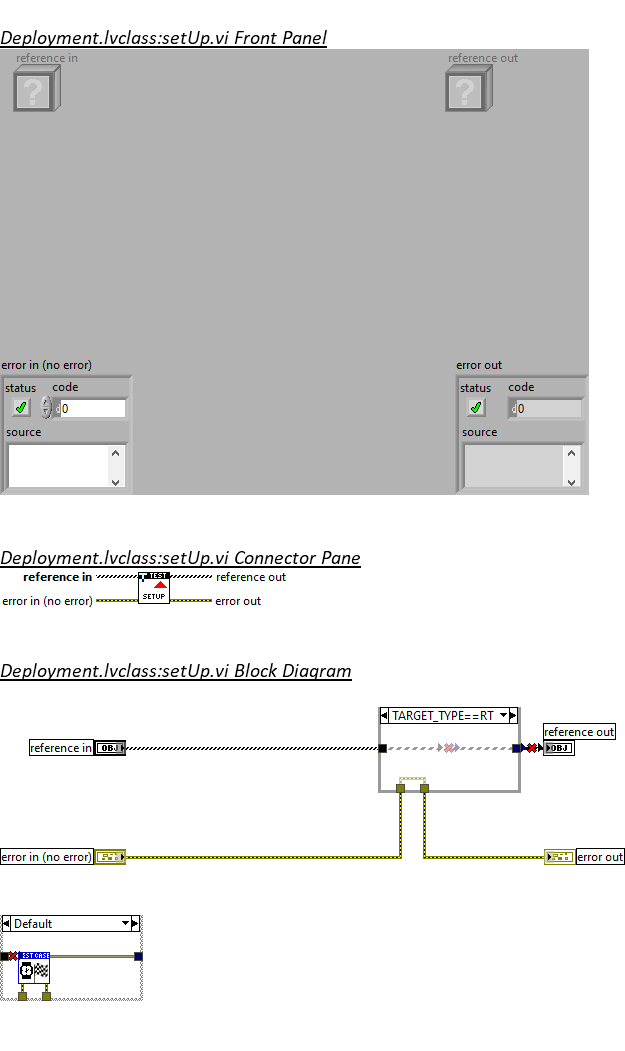 Deployment.lvclass:setUp.vi Front Panel
reference in
reference out
?
?
error in (no error)
error out
status
code
status
code
d 0
d 0
source
source
Deployment.lvclass:setUp.vi Connector Pane
TEST
reference in
reference out
SETUP
error in (no error)
error out
Deployment.lvclass:setUp.vi Block Diagram
TARGET_TYPE==RT
reference out
reference in
OBJ
OBJ
error in (no error)
error out
Default
EST CASE